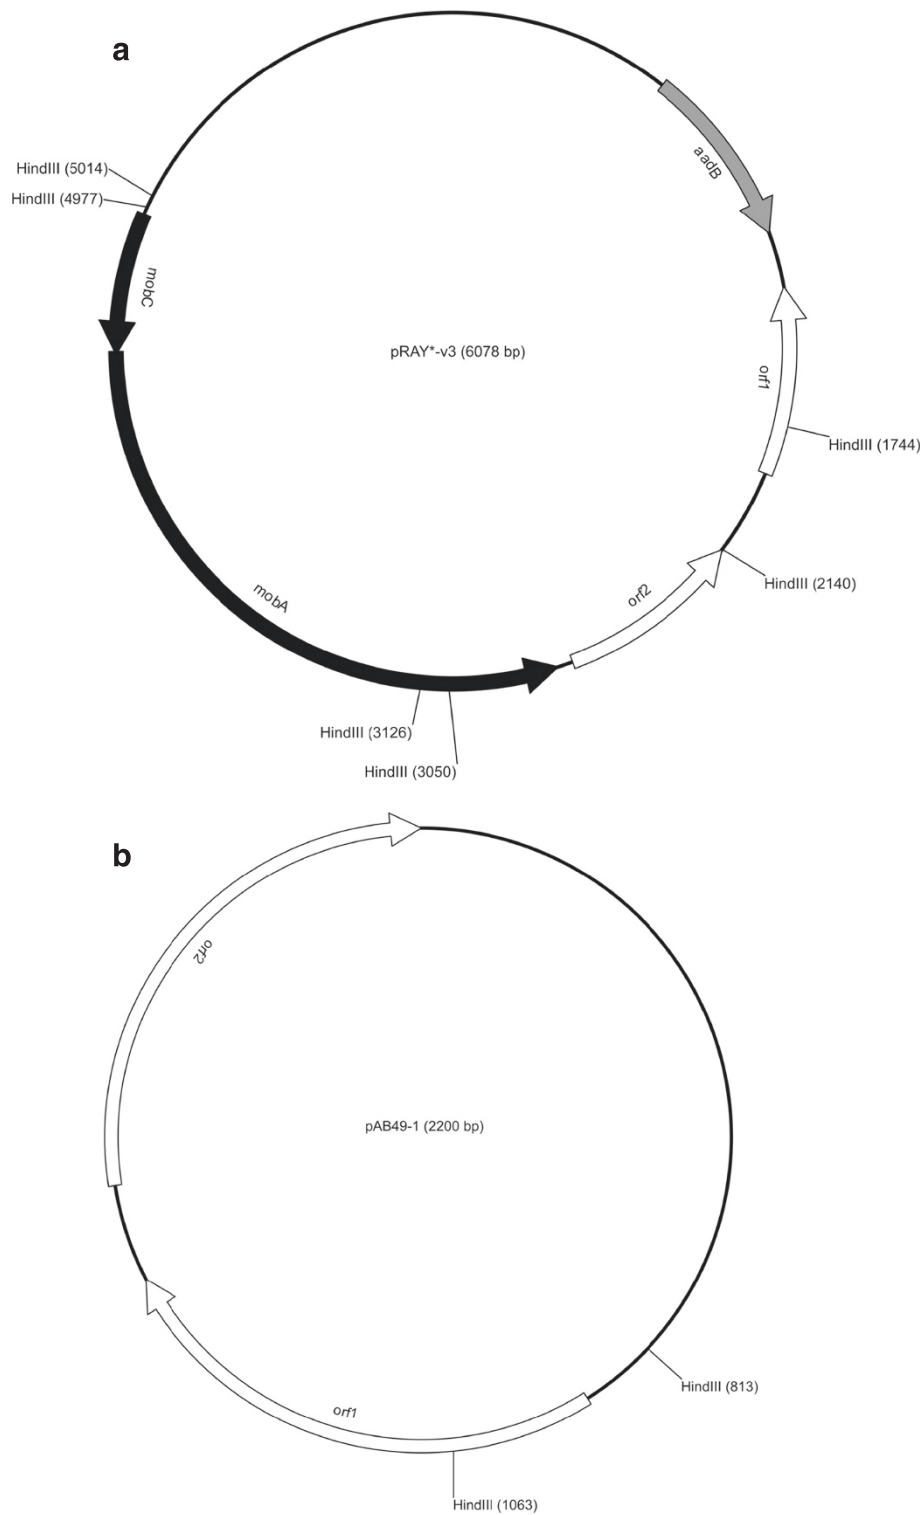 a
HindIII (5014)
HindIII (4977)
aadB
mobC
pRAY*-v3 (6078 bp)
orf1
HindIII (1744)
HindIII (2140)
orf2
mobA
HindIII (3126)
HindIII (3050)
b
orf2
pAB49-1 (2200 bp)
HindIII (813)
orf1
HindIII (1063)